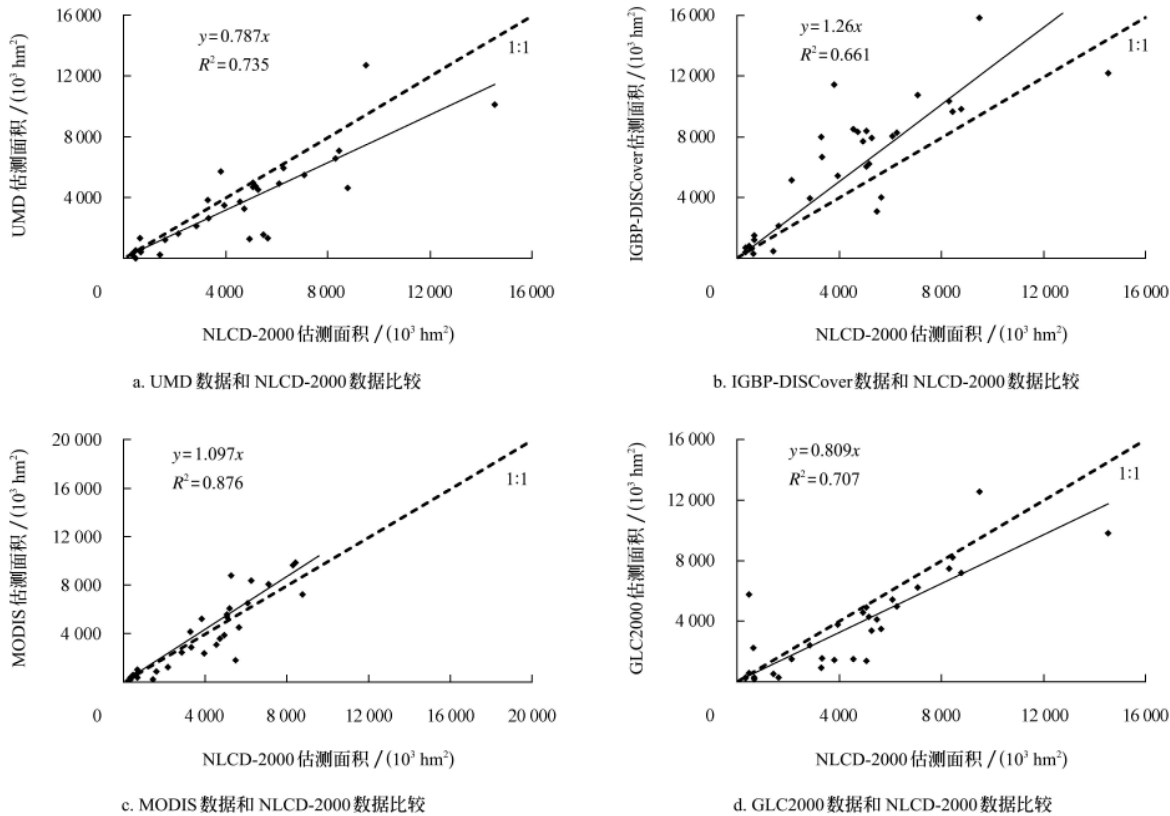 16 000
12 000
8 000
4 000
0
4 000
8 000
12 000
16 000
y=0.787x
R²=0.735
1:1
UMD 估测面积 / (10³ hm²)
NLCD-2000 估测面积 / (10³ hm²)
a. UMD 数据和 NLCD-2000 数据比较
16 000
12 000
8 000
4 000
0
4 000
8 000
12 000
16 000
y=1.26x
R²=0.661
1:1
IGBP-DISCover 估测面积 / (10³ hm²)
NLCD-2000 估测面积 / (10³ hm²)
b. IGBP-DISCover 数据和 NLCD-2000 数据比较
20 000
16 000
12 000
8 000
4 000
0
4 000
8 000
12 000
16 000
20 000
y=1.097x
R²=0.876
1:1
MODIS 估测面积 / (10³ hm²)
NLCD-2000 估测面积 / (10³ hm²)
c. MODIS 数据和 NLCD-2000 数据比较
16 000
12 000
8 000
4 000
0
4 000
8 000
12 000
16 000
y=0.809x
R²=0.707
1:1
GLC2000 估测面积 / (10³ hm²)
NLCD-2000 估测面积 / (10³ hm²)
d. GLC2000 数据和 NLCD-2000 数据比较